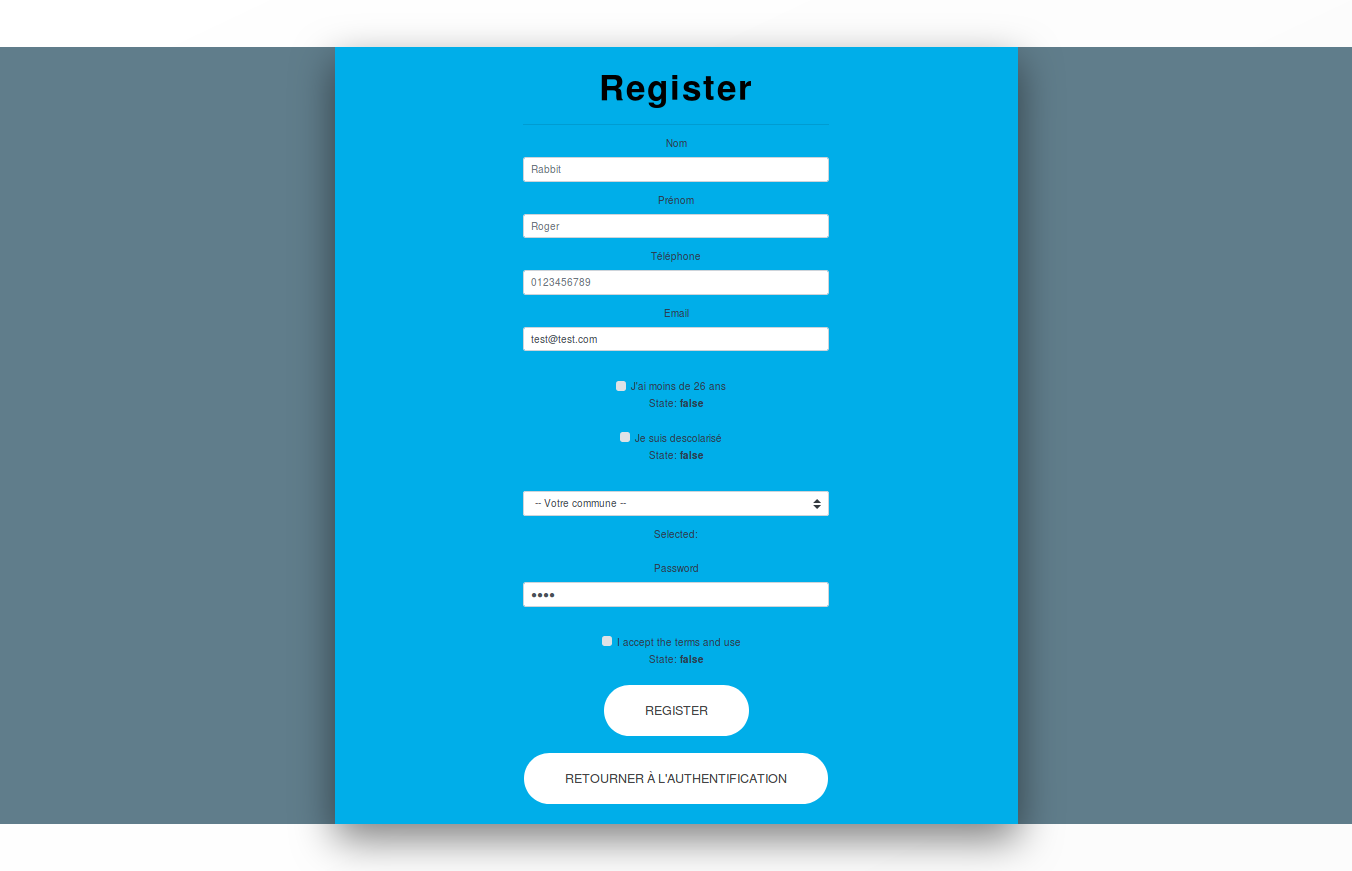 Register
Nom
Rabbit
Prénom
Roger
Téléphone
0123456789
Email
test@test.com
J'ai moins de 26 ans
State: false
Je suis descolarisé
State: false
-- Votre commune --
Selected:
Password
●●●●
I accept the terms and use
State: false
REGISTER
RETOURNER À L'AUTHENTIFICATION